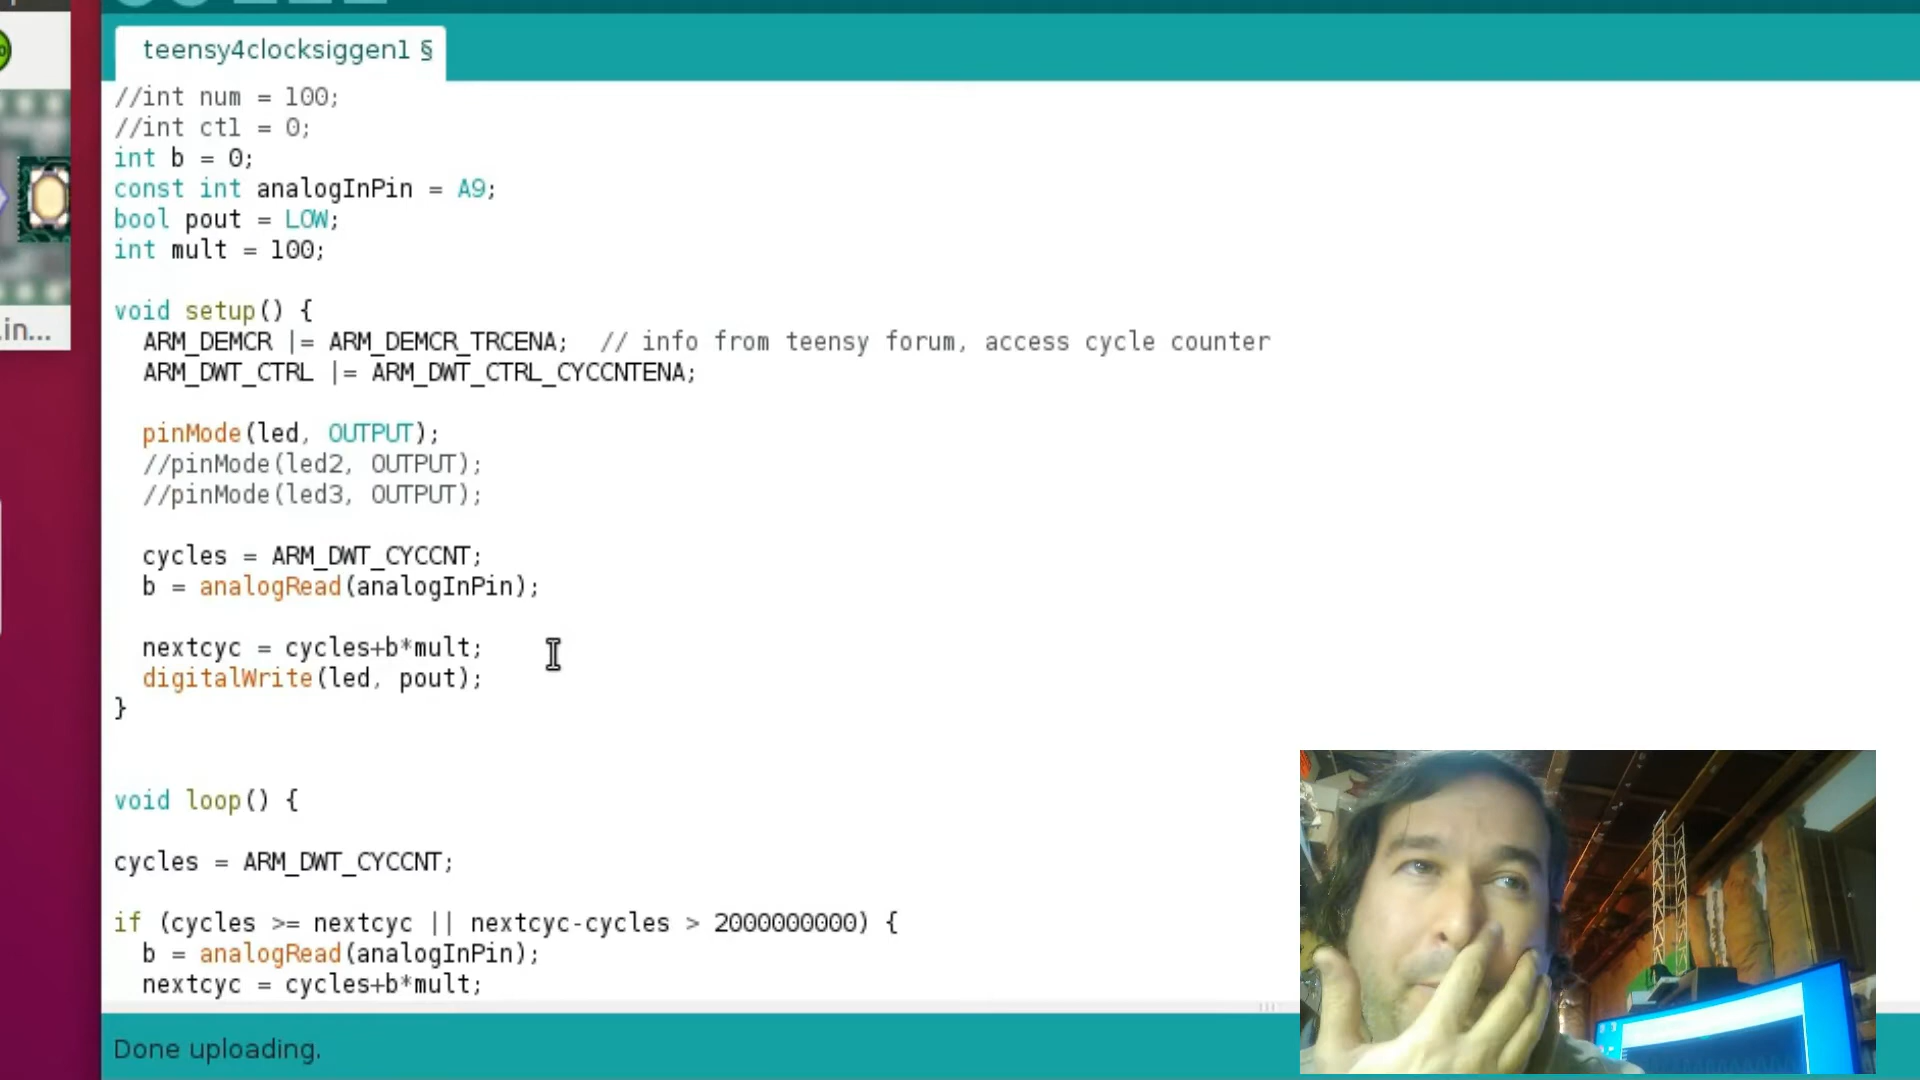 teensy4clocksiggen1 §
//int num = 100;
//int ctl = 0;
int b = 0;
const int analogInPin = A9;
bool pout = LOW;
int mult = 100;
void setup() {
ARM_DEMCR |= ARM_DEMCR_TRCENA;  // info from teensy forum, access cycle counter
ARM_DWT_CTRL |= ARM_DWT_CTRL_CYCCNTENA;
pinMode(led, OUTPUT);
//pinMode(led2, OUTPUT);
//pinMode(led3, OUTPUT);
cycles = ARM_DWT_CYCCNT;
b = analogRead(analogInPin);
nextcyc = cycles+b*mult;
digitalWrite(led, pout);
}
void loop() {
cycles = ARM_DWT_CYCCNT;
if (cycles >= nextcyc || nextcyc-cycles > 2000000000) {
b = analogRead(analogInPin);
nextcyc = cycles+b*mult;
Done uploading.
.in...